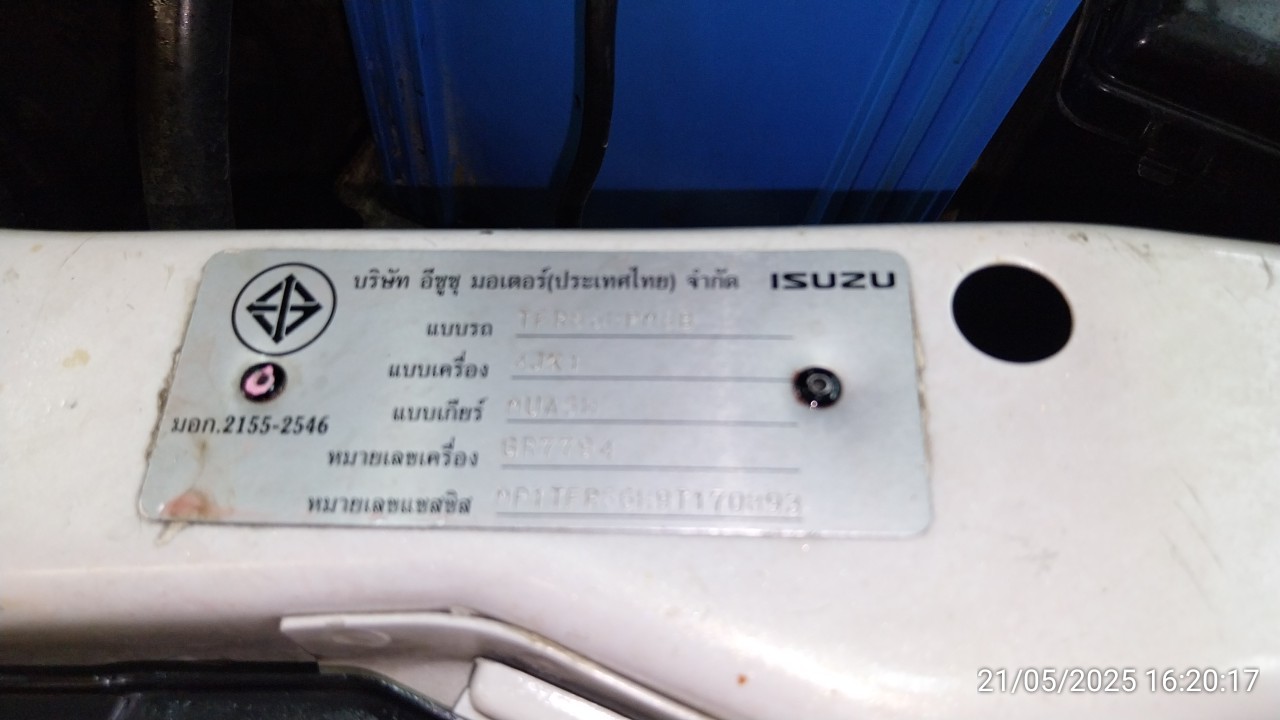 บริษัท อีซูซุ มอเตอร์(ประเทศไทย) จำกัด ISUZU
แบบรถ
แบบเครื่อง 4JK1
แบบเกียร์
มอก.2155-2546
หมายเลขเครื่อง
หมายเลขแชสซิส
21/05/2025 16:20:17